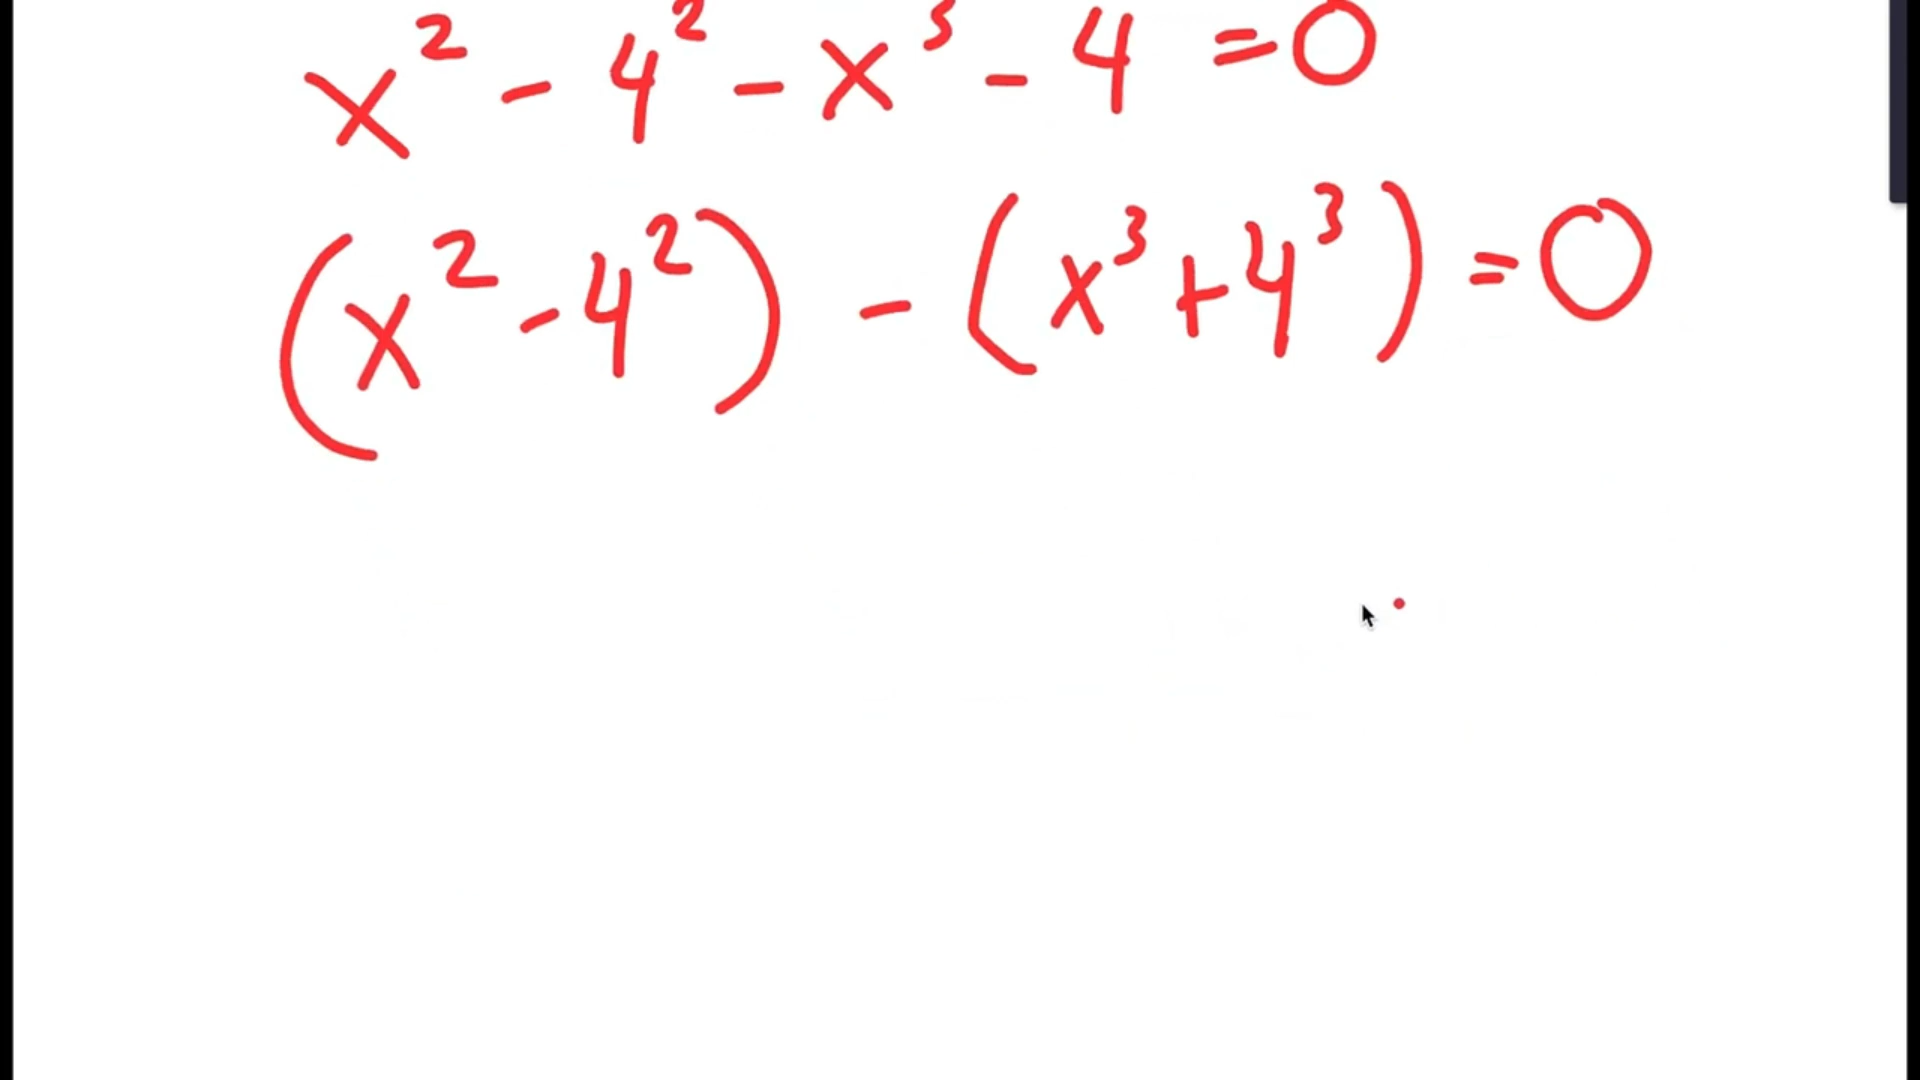 x² - 4² - x³ - 4 = 0
(x² - 4²) - (x³ + 4³) = 0